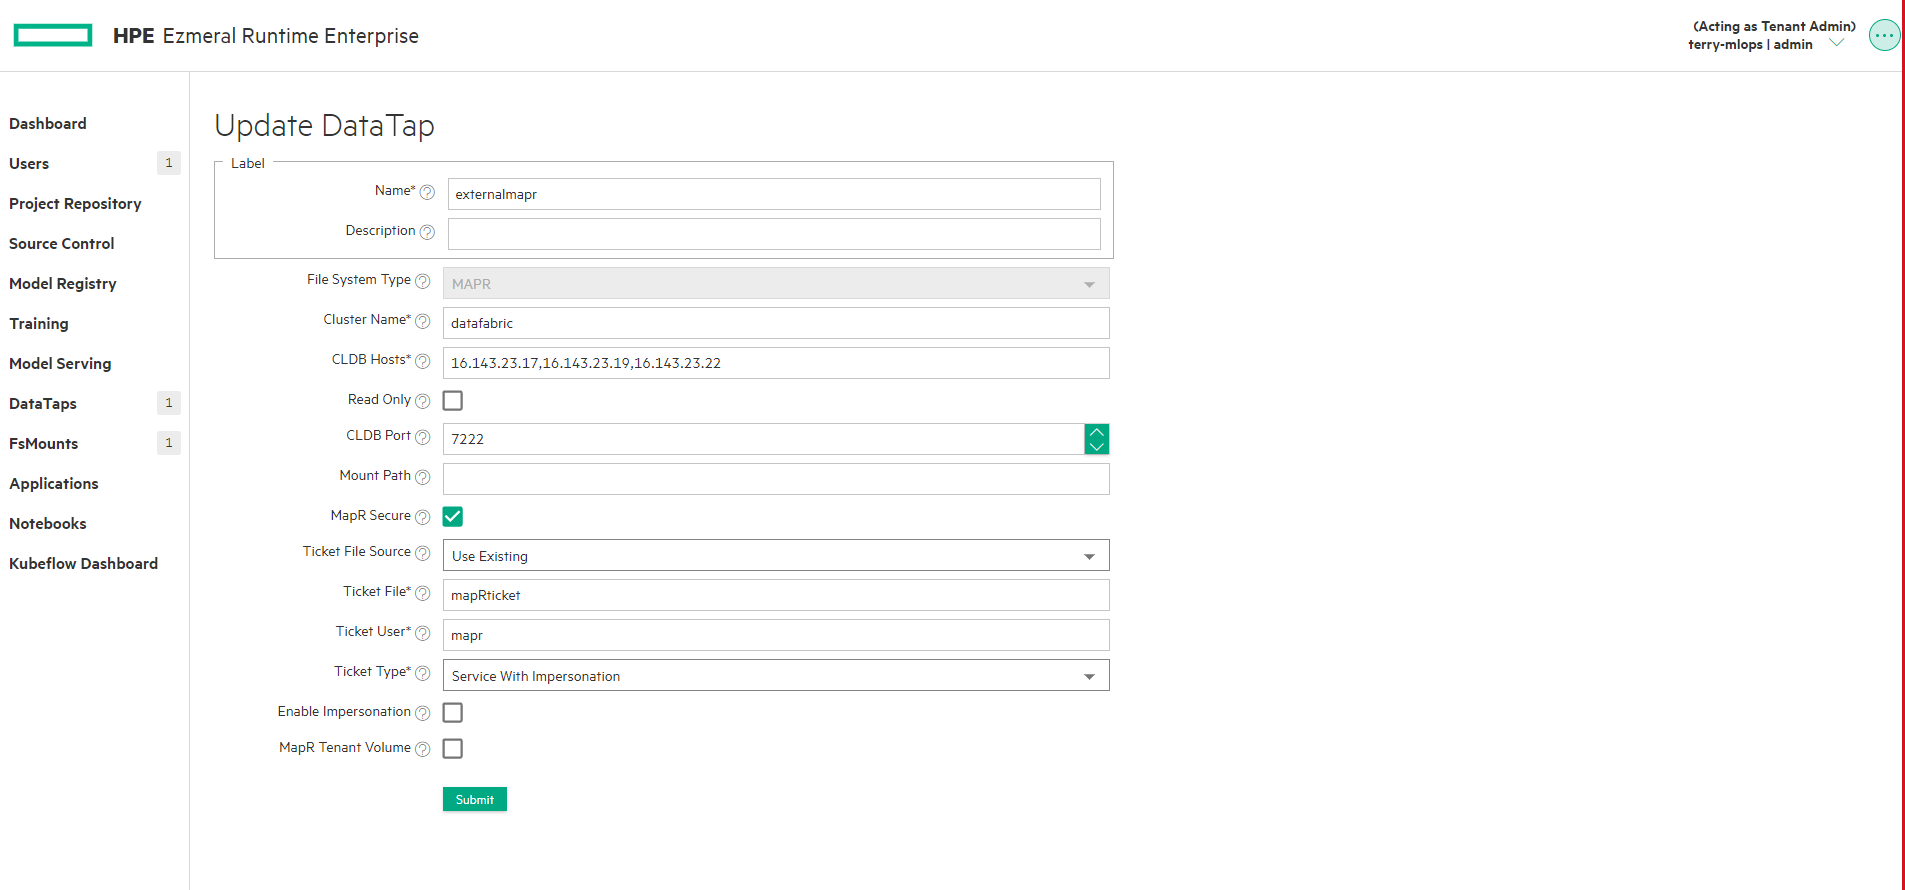 HPE Ezmeral Runtime Enterprise
(Acting as Tenant Admin)
terry-mlops | admin
Dashboard
Users 1
Project Repository
Source Control
Model Registry
Training
Model Serving
DataTaps 1
FsMounts 1
Applications
Notebooks
Kubeflow Dashboard
Update DataTap
Label
Name* ? externalmapr
Description ?
File System Type ? MAPR
Cluster Name* ? datafabric
CLDB Hosts* ? 16.143.23.17,16.143.23.19,16.143.23.22
Read Only ?
CLDB Port ? 7222
Mount Path ?
MapR Secure ?
Ticket File Source ? Use Existing
Ticket File* ? mapRticket
Ticket User* ? mapr
Ticket Type* ? Service With Impersonation
Enable Impersonation ?
MapR Tenant Volume ?
Submit